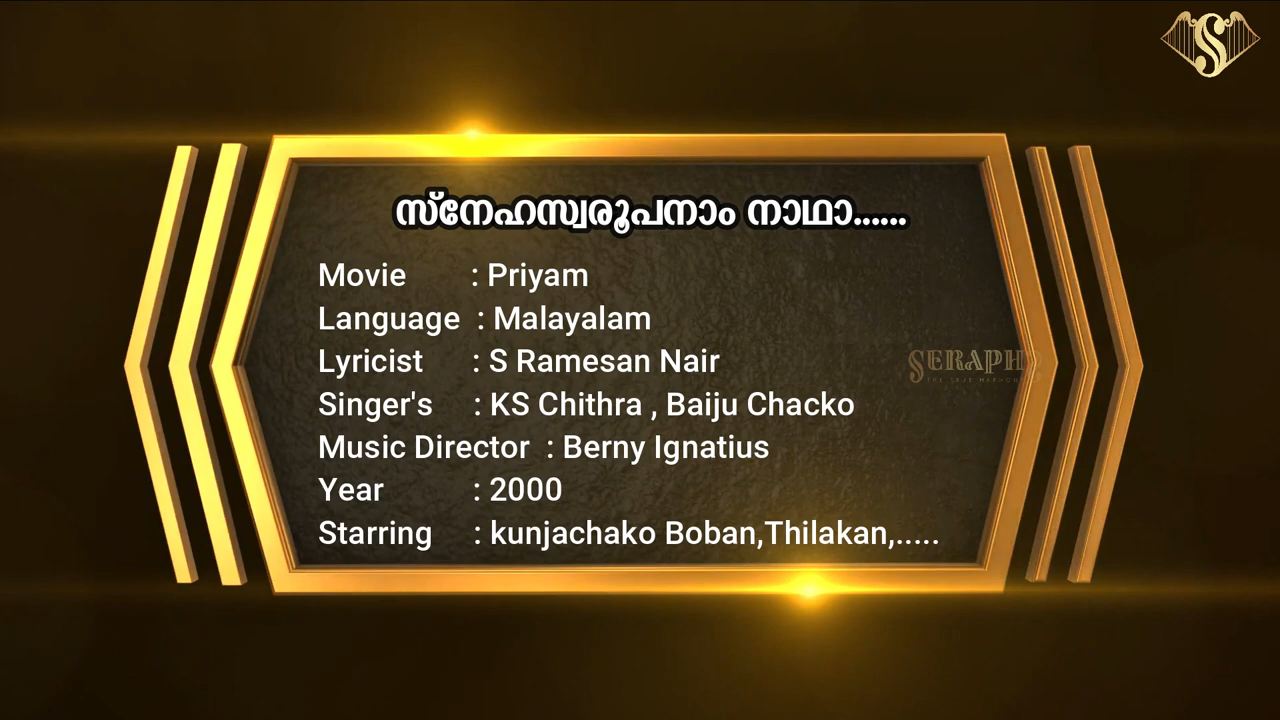 സ്നേഹസ്വരൂപനാം നാഥാ......
Movie : Priyam
Language : Malayalam
Lyricist : S Ramesan Nair
Singer's : KS Chithra , Baiju Chacko
Music Director : Berny Ignatius
Year : 2000
Starring : kunjachako Boban,Thilakan,.....
SERAPHS